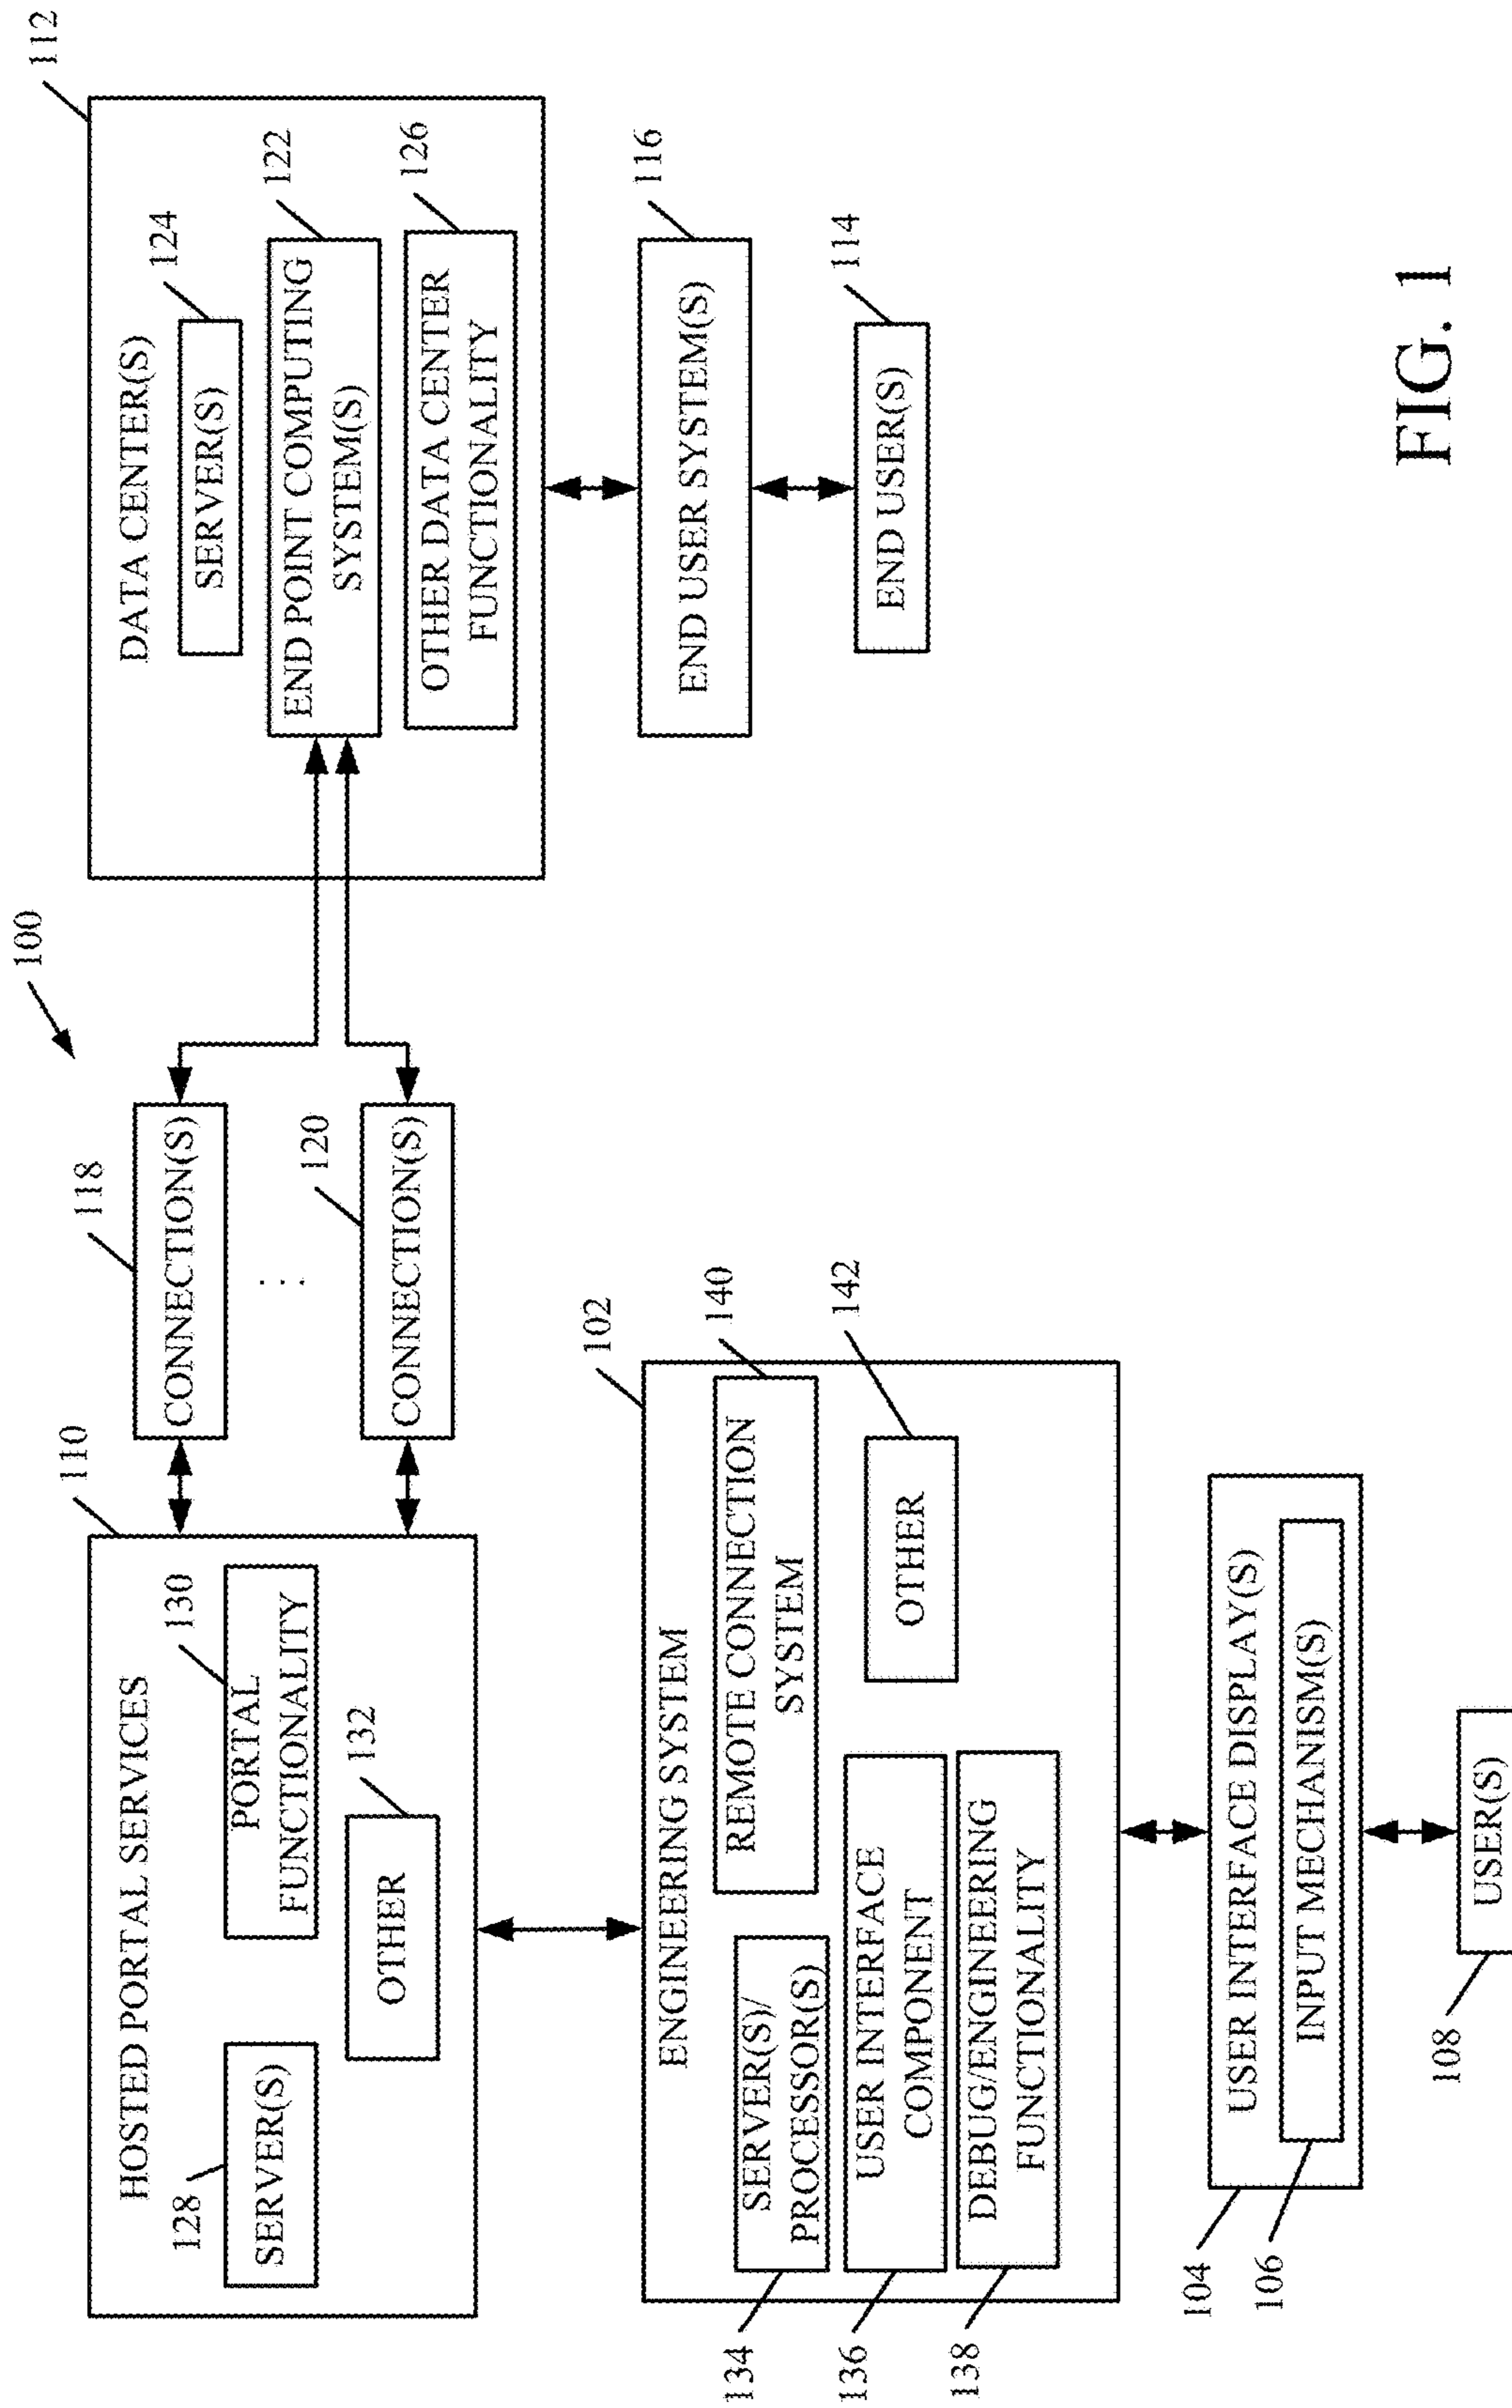 100
110
HOSTED PORTAL SERVICES
128
SERVER(S)
130
PORTAL
FUNCTIONALITY
132
OTHER
118
CONNECTION(S)
120
CONNECTION(S)
112
DATA CENTER(S)
124
SERVER(S)
122
END POINT COMPUTING
SYSTEM(S)
126
OTHER DATA CENTER
FUNCTIONALITY
116
END USER SYSTEM(S)
114
END USER(S)
102
ENGINEERING SYSTEM
134
SERVER(S)/
PROCESSOR(S)
140
REMOTE CONNECTION
SYSTEM
136
USER INTERFACE
COMPONENT
142
OTHER
138
DEBUG/ENGINEERING
FUNCTIONALITY
104
USER INTERFACE DISPLAY(S)
106
INPUT MECHANISM(S)
108
USER(S)
FIG. 1